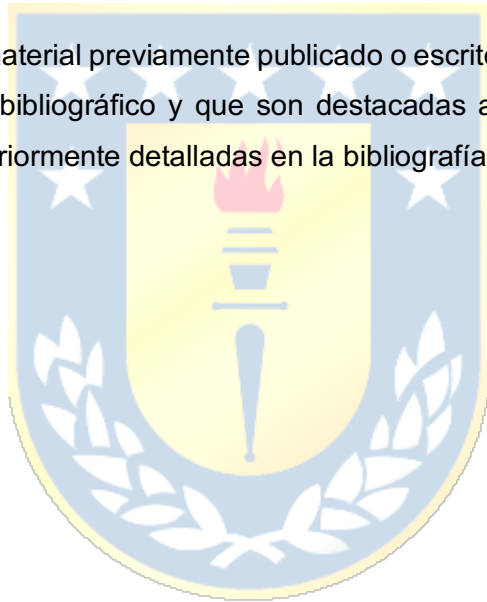 material previamente publicado o escrito
bibliográfico y que son destacadas a
riormente detalladas en la bibliografía